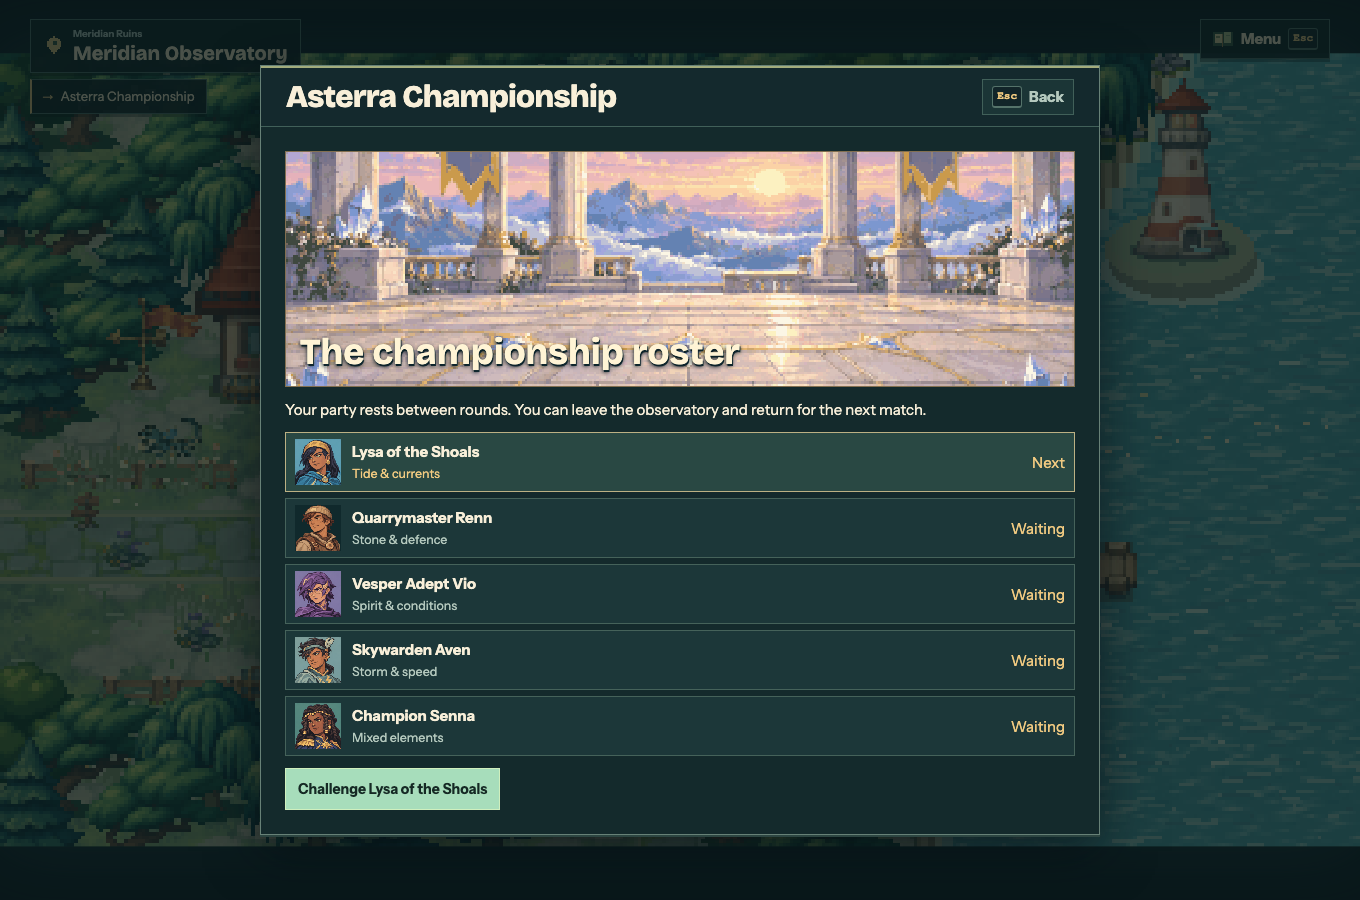 Meridian Ruins
Meridian Observatory
→ Asterra Championship
Menu Esc
Asterra Championship
Esc Back
The championship roster
Your party rests between rounds. You can leave the observatory and return for the next match.
Lysa of the Shoals
Tide & currents
Next
Quarrymaster Renn
Stone & defence
Waiting
Vesper Adept Vio
Spirit & conditions
Waiting
Skywarden Aven
Storm & speed
Waiting
Champion Senna
Mixed elements
Waiting
Challenge Lysa of the Shoals